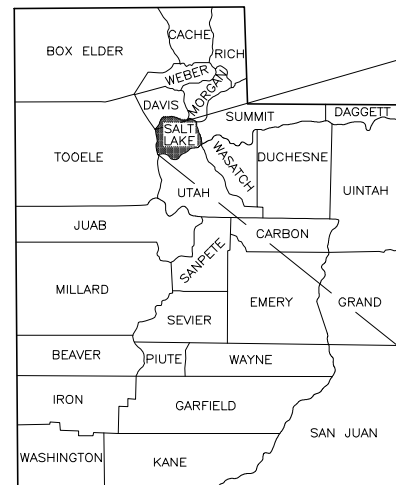 CACHE
BOX ELDER
RICH
WEBER
MORGAN
DAVIS
SUMMIT
DAGGETT
SALT
LAKE
TOOELE
WASATCH
DUCHESNE
UINTAH
UTAH
JUAB
CARBON
SANPETE
MILLARD
EMERY
GRAND
SEVIER
BEAVER
PIUTE
WAYNE
IRON
GARFIELD
SAN JUAN
WASHINGTON
KANE